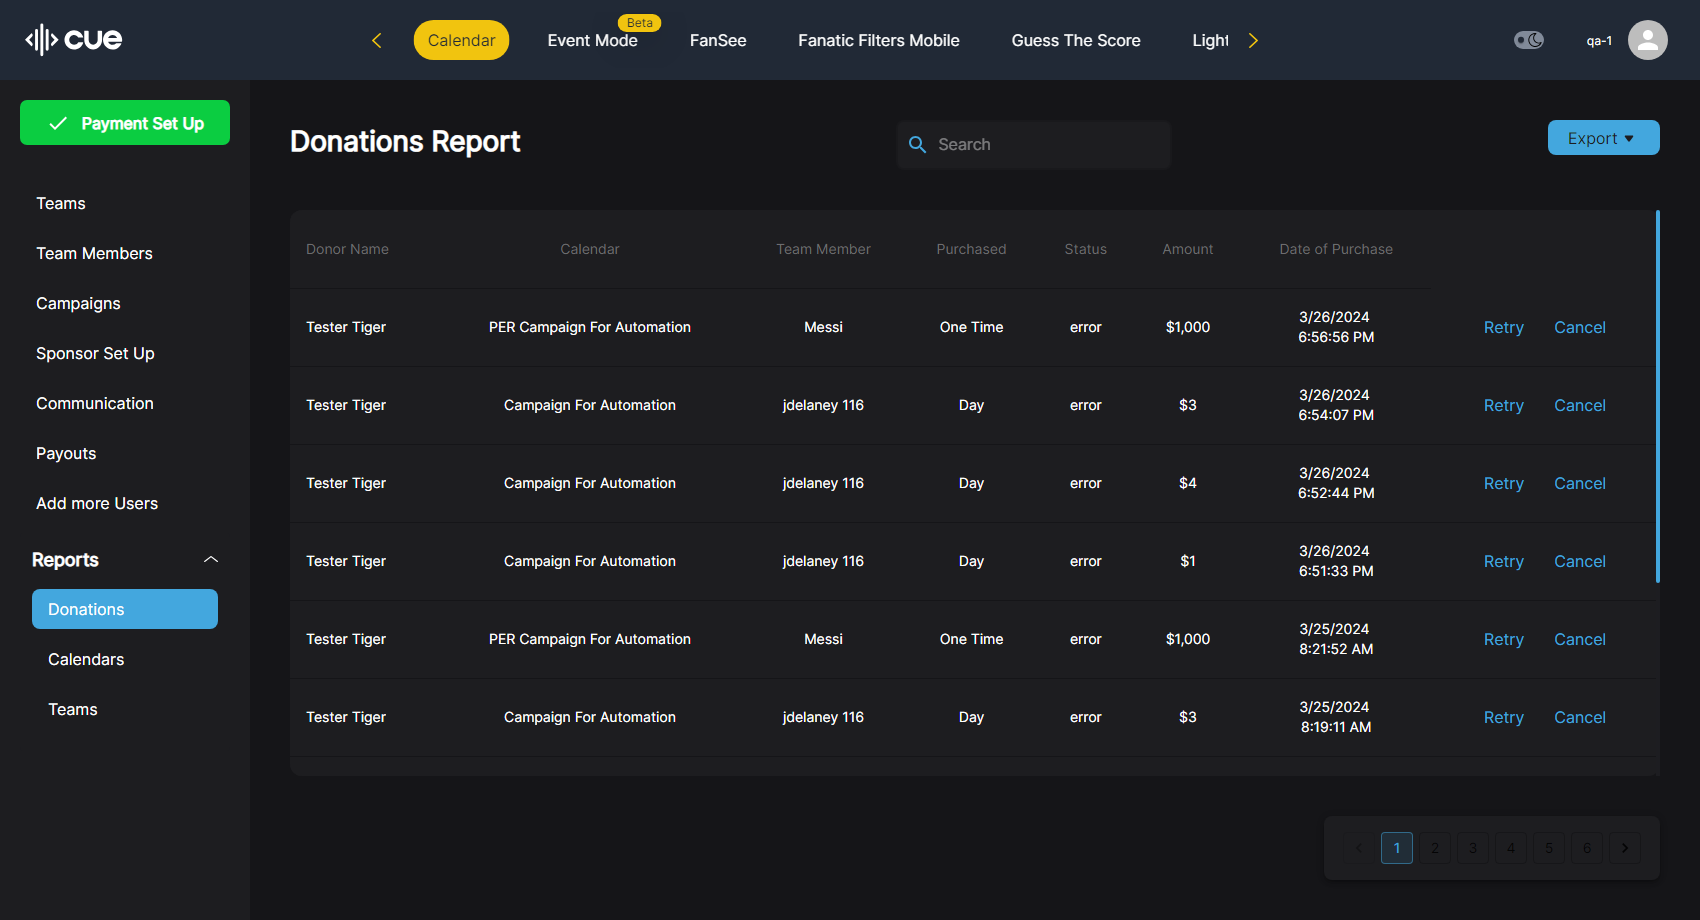 cue
Calendar
Event Mode
Beta
FanSee
Fanatic Filters Mobile
Guess The Score
Light
qa-1
Payment Set Up
Teams
Team Members
Campaigns
Sponsor Set Up
Communication
Payouts
Add more Users
Reports
Donations
Calendars
Teams
Donations Report
Search
Export
Donor Name Calendar Team Member Purchased Status Amount Date of Purchase
Tester Tiger PER Campaign For Automation Messi One Time error $1,000 3/26/2024 6:56:56 PM Retry Cancel
Tester Tiger Campaign For Automation jdelaney 116 Day error $3 3/26/2024 6:54:07 PM Retry Cancel
Tester Tiger Campaign For Automation jdelaney 116 Day error $4 3/26/2024 6:52:44 PM Retry Cancel
Tester Tiger Campaign For Automation jdelaney 116 Day error $1 3/26/2024 6:51:33 PM Retry Cancel
Tester Tiger PER Campaign For Automation Messi One Time error $1,000 3/25/2024 8:21:52 AM Retry Cancel
Tester Tiger Campaign For Automation jdelaney 116 Day error $3 3/25/2024 8:19:11 AM Retry Cancel
1 2 3 4 5 6